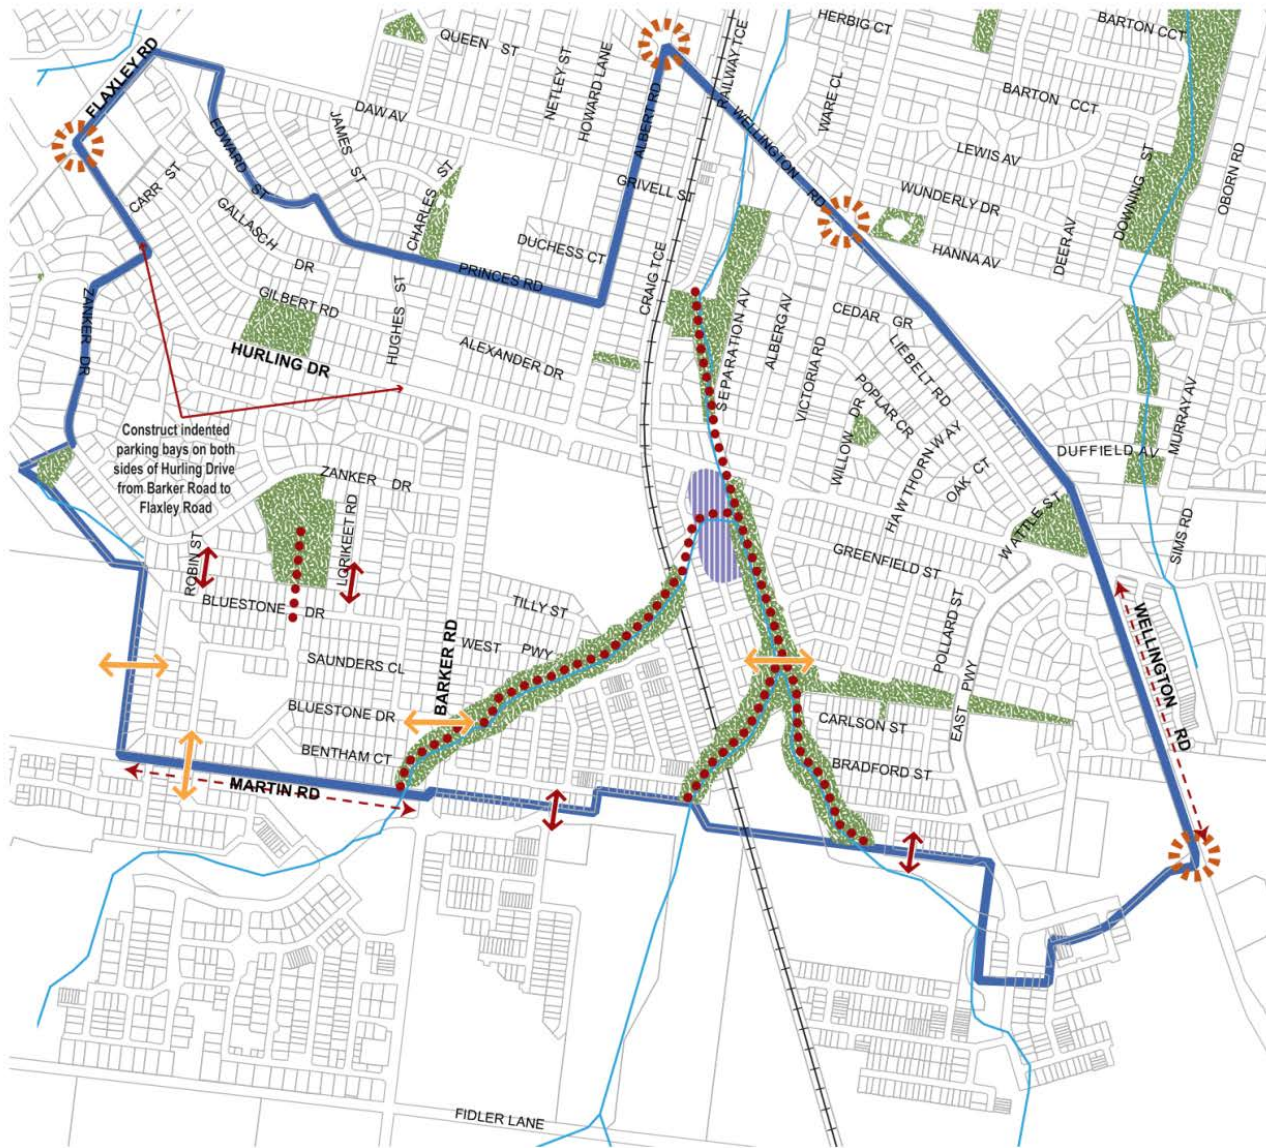 HERBIG CT
BARTON CCT
QUEEN ST
NETLEY ST
HOWARD LANE
RAILWAY TCE
FLAXLEY RD
WARE CL
BARTON CCT
DAW AV
JAMES ST
ALBERT RD
WELLINGTON RD
LEWIS AV
EDWARD ST
CARR ST
CHARLES ST
GRIVELL ST
WUNDERLY DR
DOWNING ST
OBORN RD
GALLASCH DR
DUCHESS CT
CRAIG TCE
HANNA AV
DEER AV
PRINCES RD
ZANKER DR
GILBERT RD
HUGHES ST
SEPARATION AV
ALBERG AV
CEDAR GR
HURLING DR
ALEXANDER DR
VICTORIA RD
LIEBELT RD
POPLAR CR
WILLOW DR
MURRAY AV
Construct indented
parking bays on both
sides of Hurling Drive
from Barker Road to
Flaxley Road
HAWTHORN WAY
OAK CT
DUFFIELD AV
ZANKER DR
LORIKEET RD
WATTLE ST
SIMS RD
ROBIN ST
GREENFIELD ST
BLUESTONE DR
TILLY ST
POLLARD ST
WELLINGTON RD
WEST PWY
BARKER RD
SAUNDERS CL
EAST PWY
BLUESTONE DR
CARLSON ST
BENTHAM CT
BRADFORD ST
MARTIN RD
FIDLER LANE